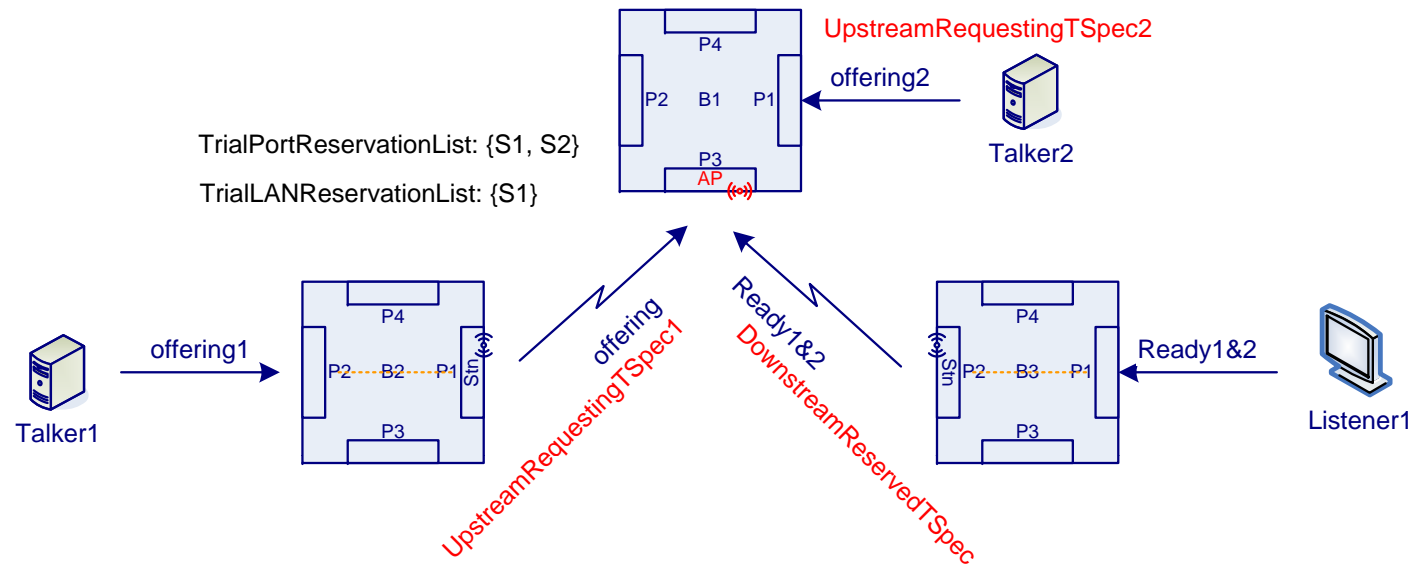 UpstreamRequestingTSpec2
P4
P2 B1 P1
offering2
P3
AP
Talker2
TrialPortReservationList: {S1, S2}
TrialLANReservationList: {S1}
offering1
Talker1
P4
P2 B2 P1
Stn
P3
offering
UpstreamRequestingTSpec1
Ready1&2
DownstreamReservedTSpec
P4
Stn
P2 B3 P1
P3
Ready1&2
Listener1